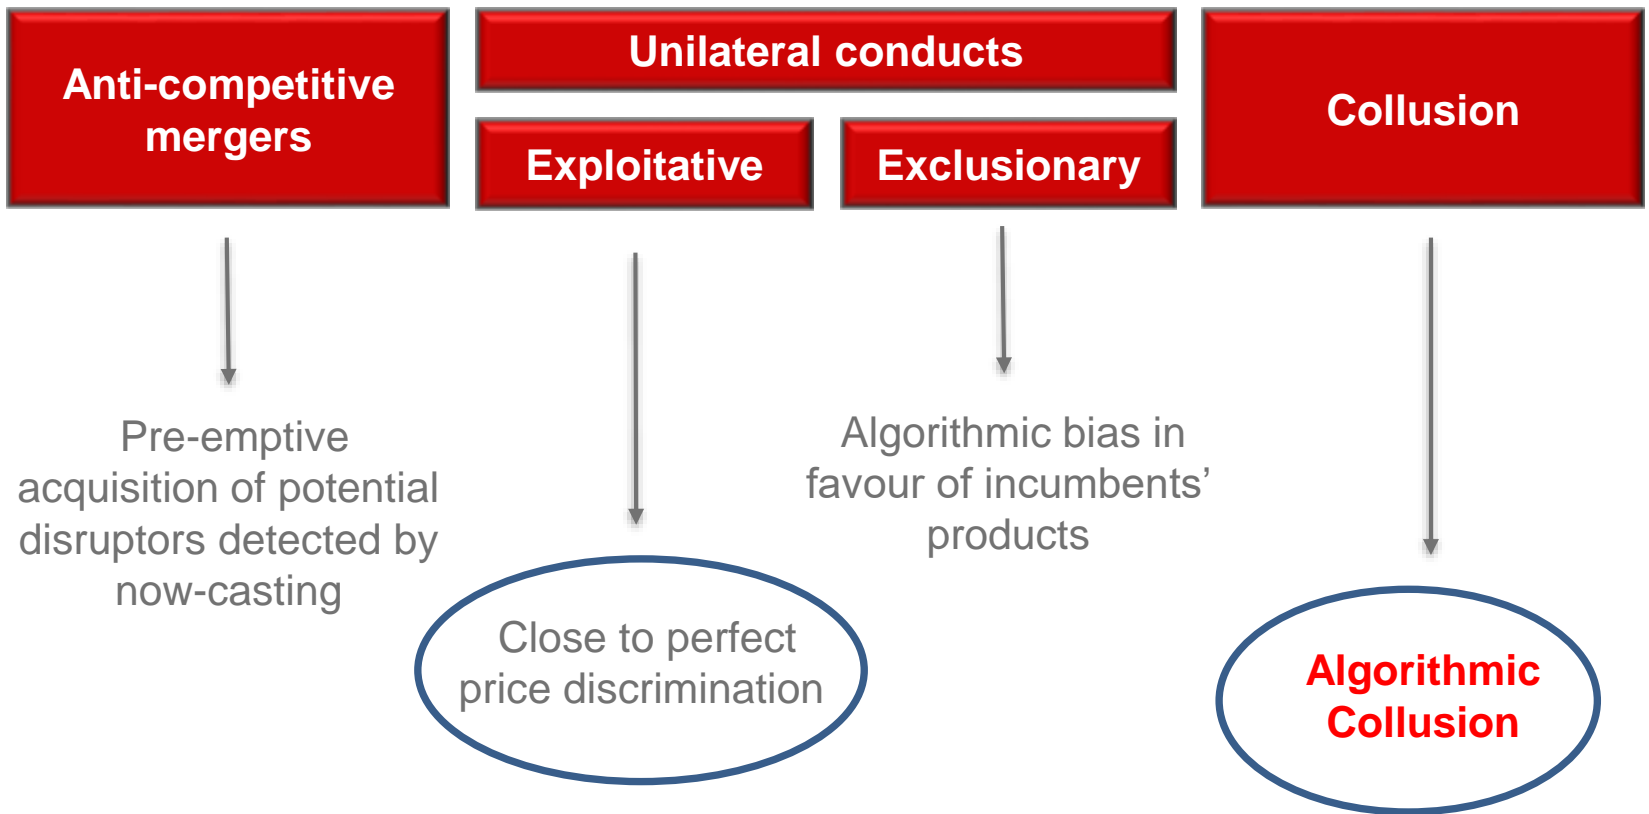 Anti-competitive
mergers
Unilateral conducts
Exploitative
Exclusionary
Collusion
Pre-emptive
acquisition of potential
disruptors detected by
now-casting
Close to perfect
price discrimination
Algorithmic bias in
favour of incumbents’
products
Algorithmic
Collusion